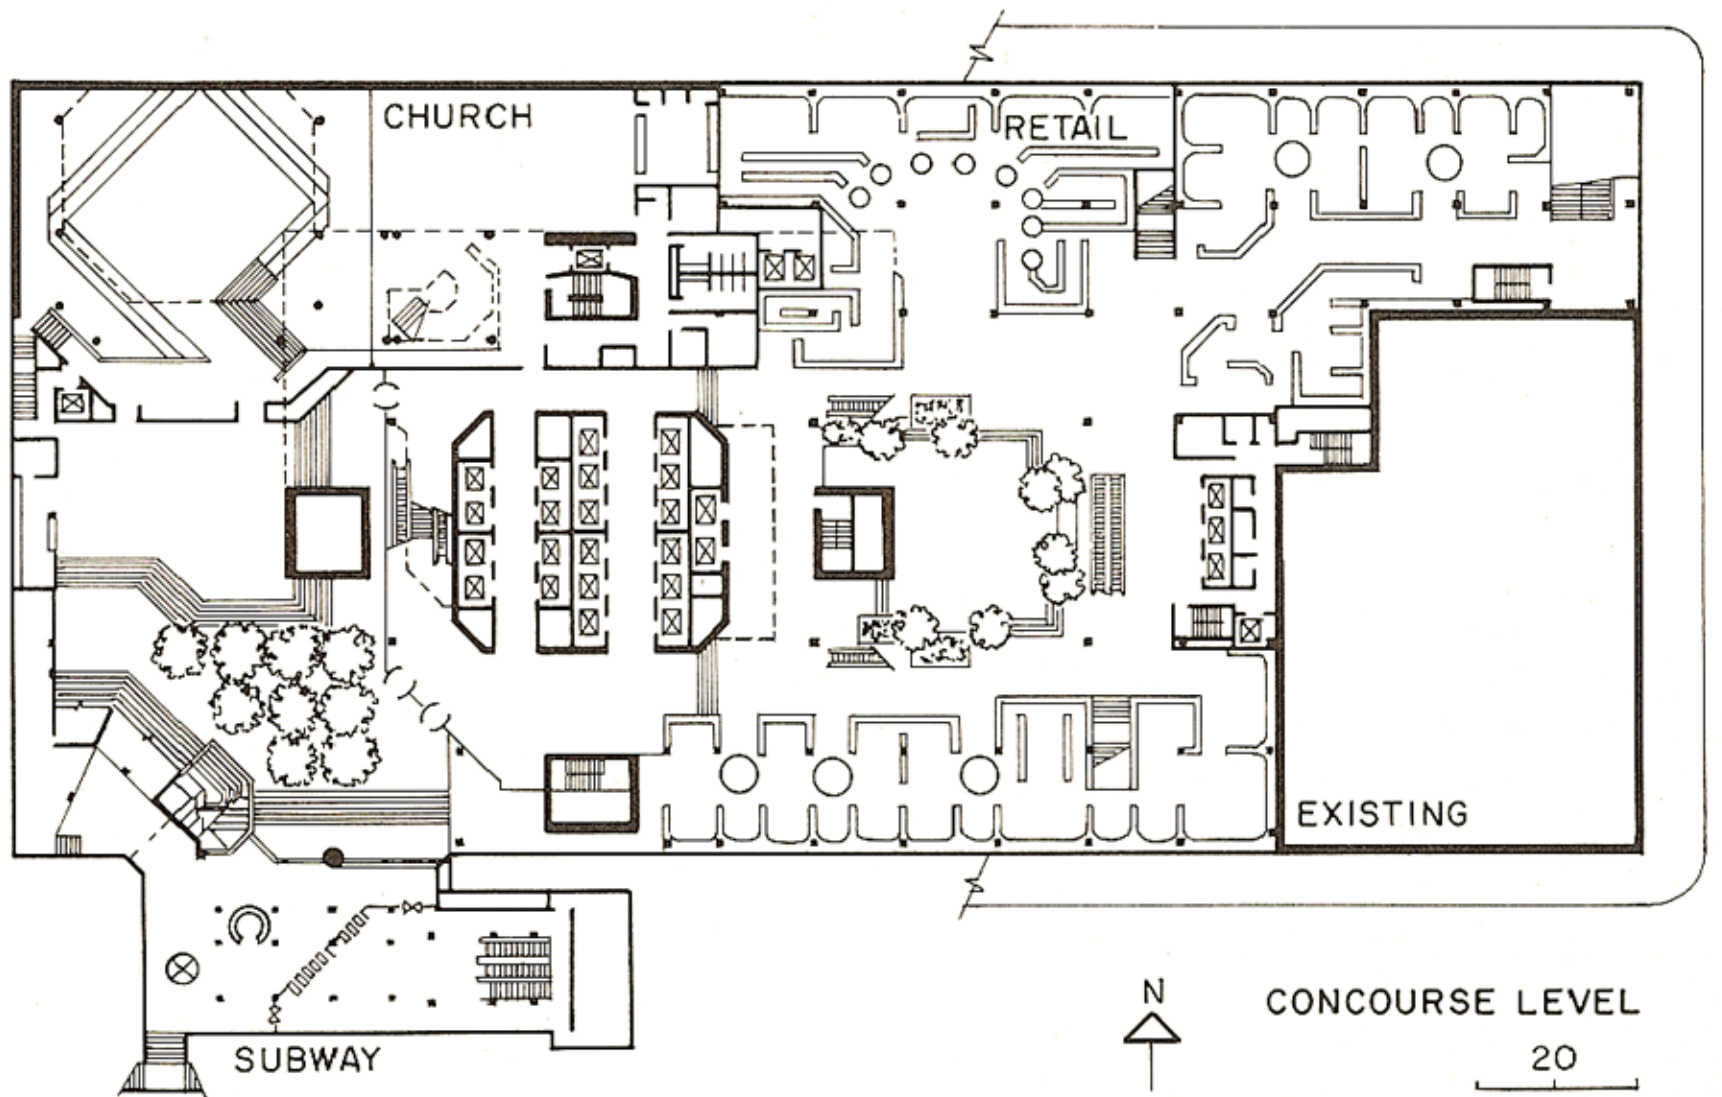 CHURCH
RETAIL
EXISTING
SUBWAY
N
CONCOURSE LEVEL
20